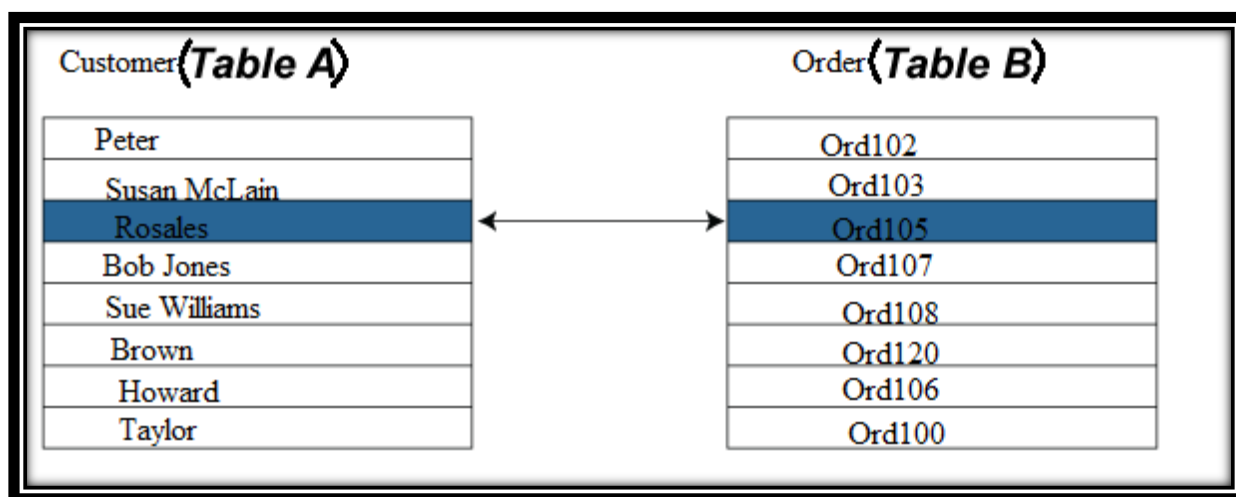 Customer(Table A)
Order(Table B)
Peter
Susan McLain
Rosales
Bob Jones
Sue Williams
Brown
Howard
Taylor
Ord102
Ord103
Ord105
Ord107
Ord108
Ord120
Ord106
Ord100